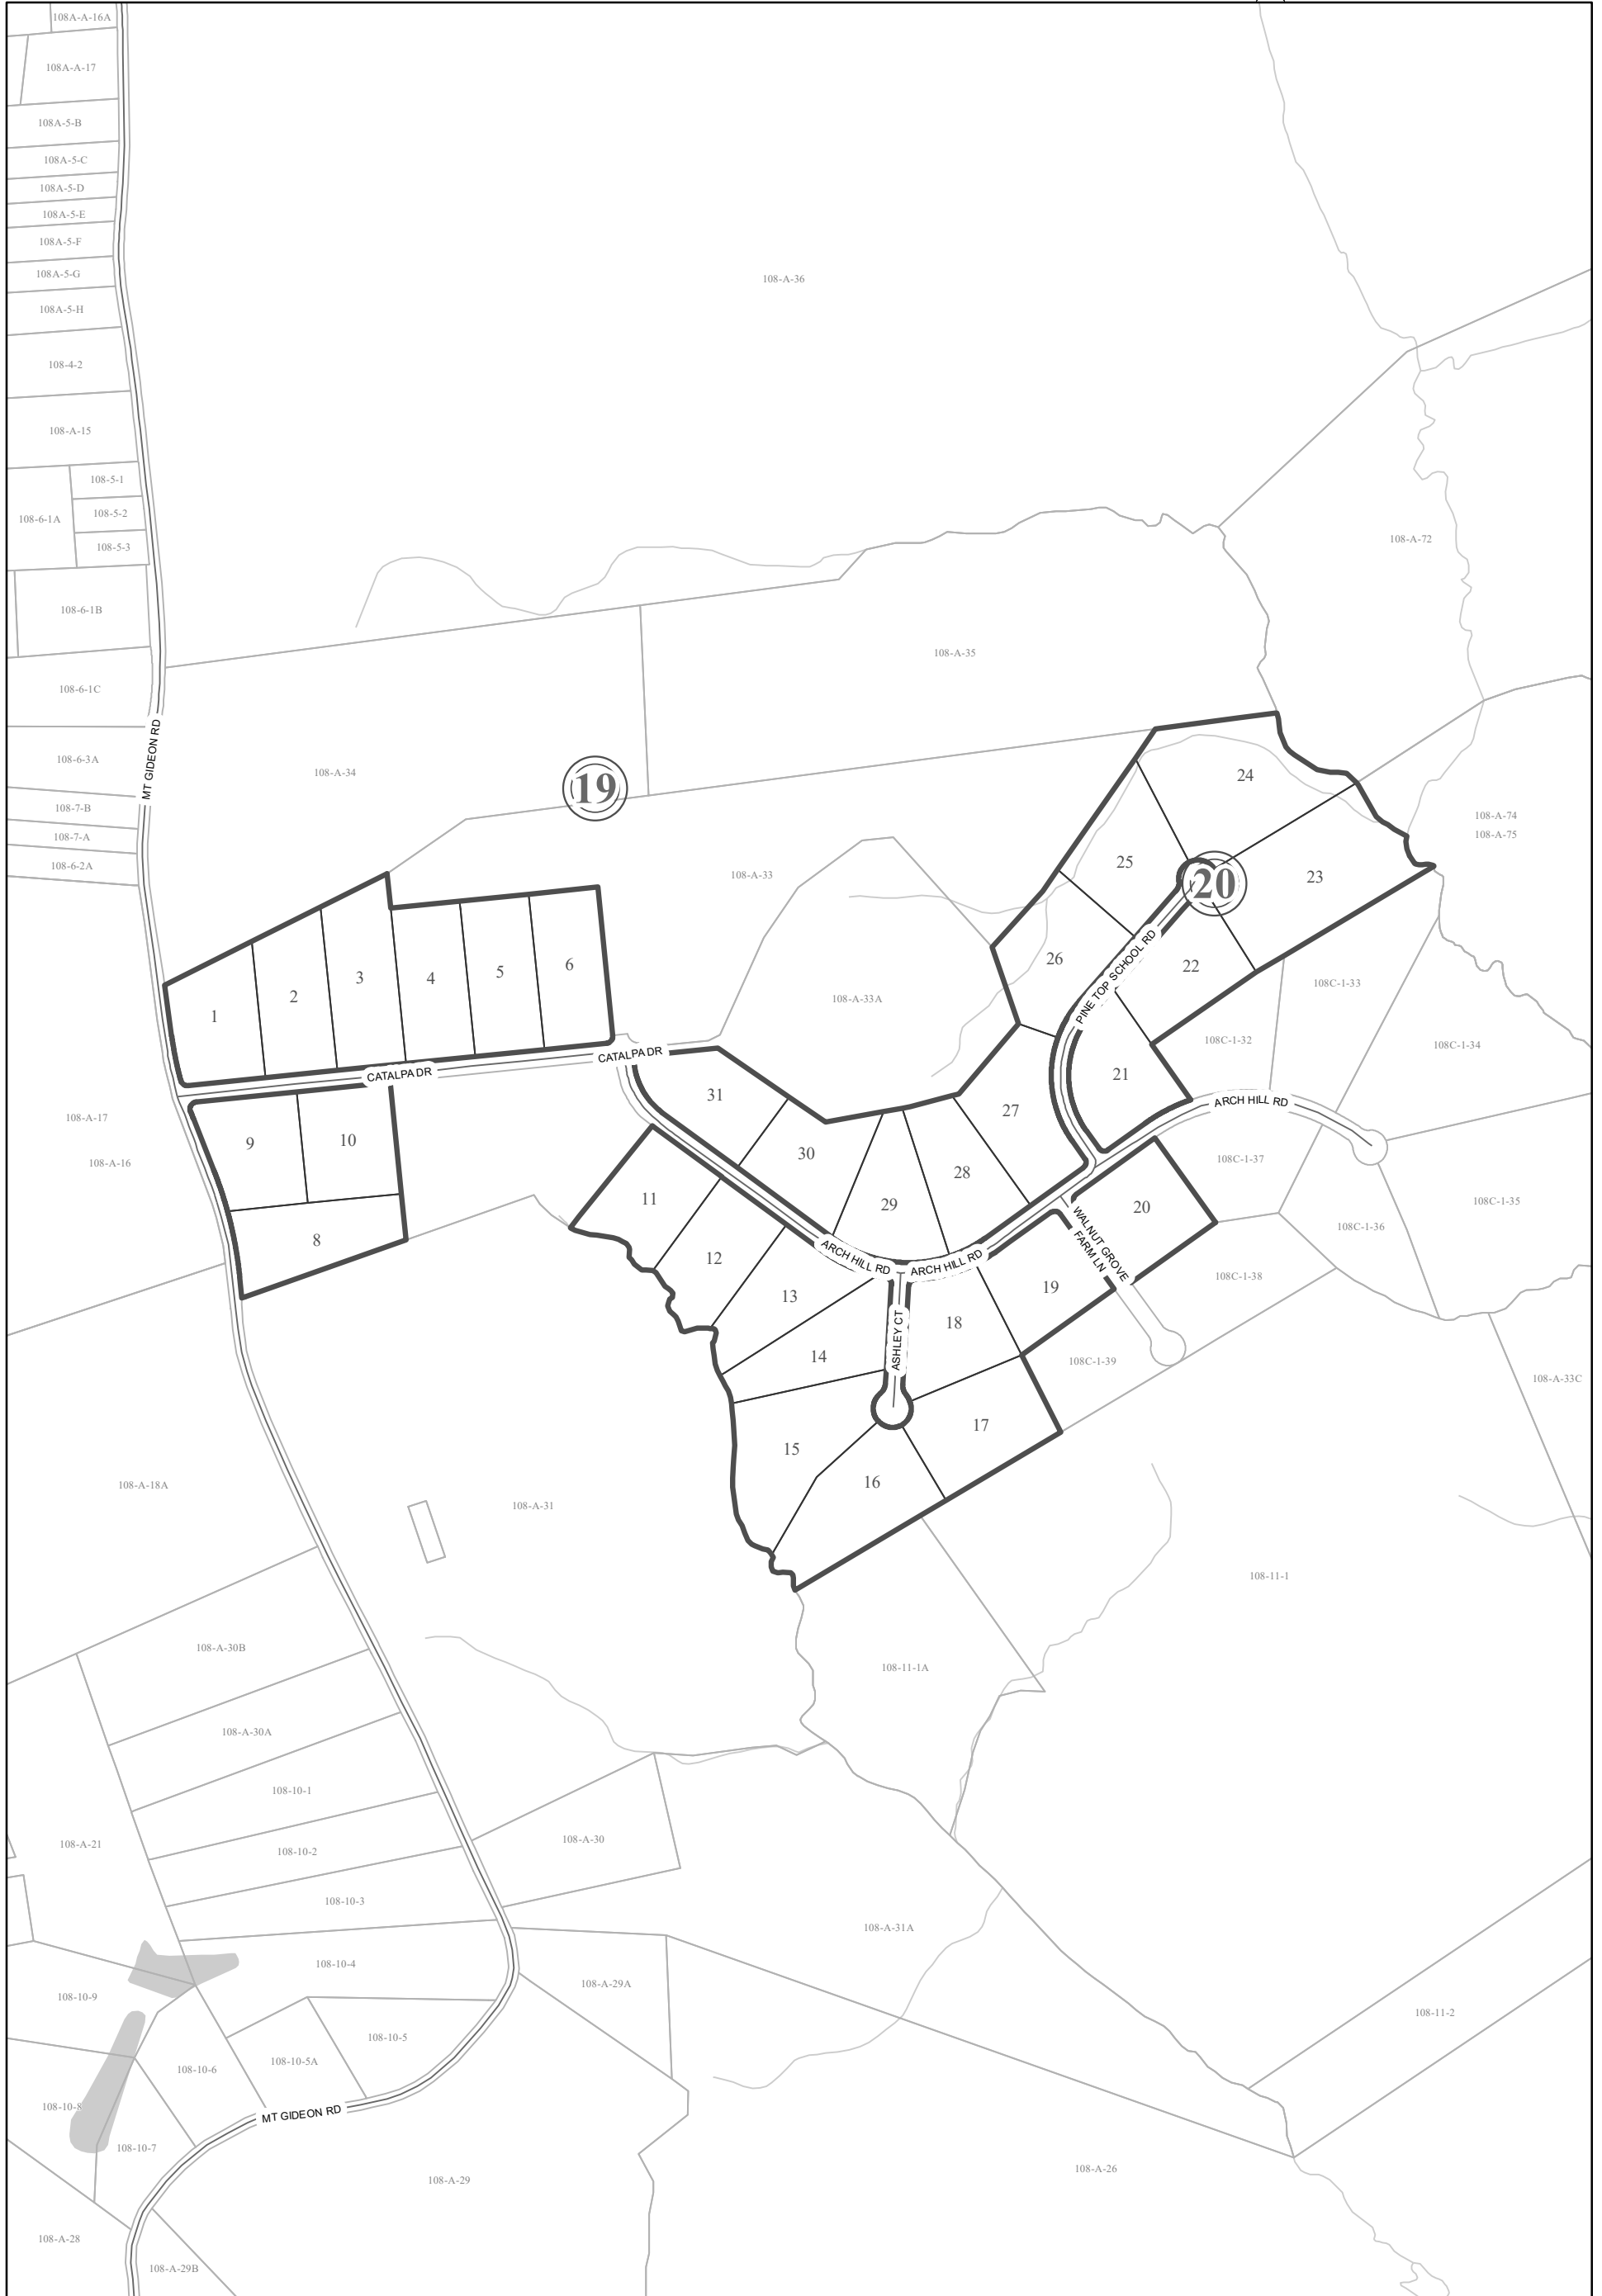 108A-A-16A
108A-A-17
108A-5-B
108A-5-C
108A-5-D
108A-5-E
108A-5-F
108A-5-G
108A-5-H
108-A-36
108-4-2
108-A-15
108-5-1
108-6-1A
108-5-2
108-5-3
108-A-72
108-6-1B
108-A-35
108-6-1C
MT GIDEON RD
108-6-3A
108-A-34
19
24
108-7-B
108-A-74
108-7-A
108-A-75
108-6-2A
25
108-A-33
20
23
26
PINE TOP SCHOOL RD
22
6
5
4
3
2
1
108-A-33A
108C-1-33
108C-1-32
108C-1-34
CATALPA DR
CATALPA DR
21
31
27
ARCH HILL RD
108-A-17
9
10
30
108-A-16
28
108C-1-37
11
29
20
108C-1-35
108C-1-36
8
12
ARCH HILL RD
ARCH HILL RD
WALNUT GROVE
FARM LN
108C-1-38
19
13
18
ASHLEY CT
14
108C-1-39
108-A-33C
17
15
16
108-A-18A
108-A-31
108-11-1
108-A-30B
108-11-1A
108-A-30A
108-10-1
108-A-21
108-A-30
108-10-2
108-10-3
108-A-31A
108-10-4
108-A-29A
108-10-9
108-11-2
108-10-5
108-10-5A
108-10-6
108-10-8
MT GIDEON RD
108-10-7
108-A-26
108-A-29
108-A-28
108-A-29B